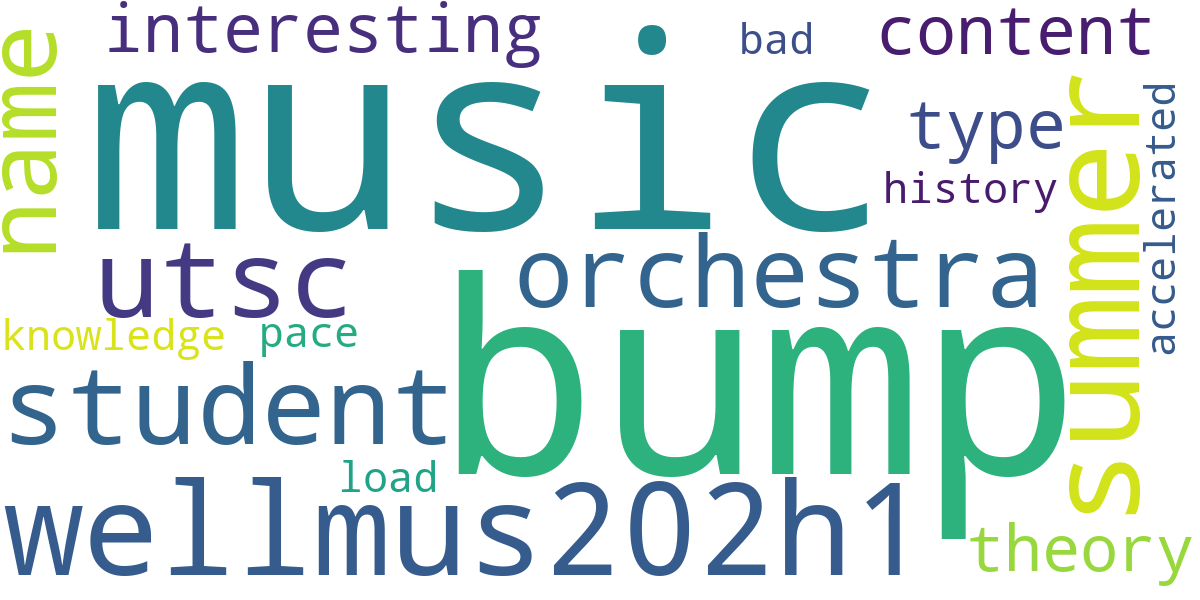 interesting
bad
content
name
music
type
summer
accelerated
history
utsc
orchestra
knowledge
pace
bump
student
load
wellmus202h1
theory